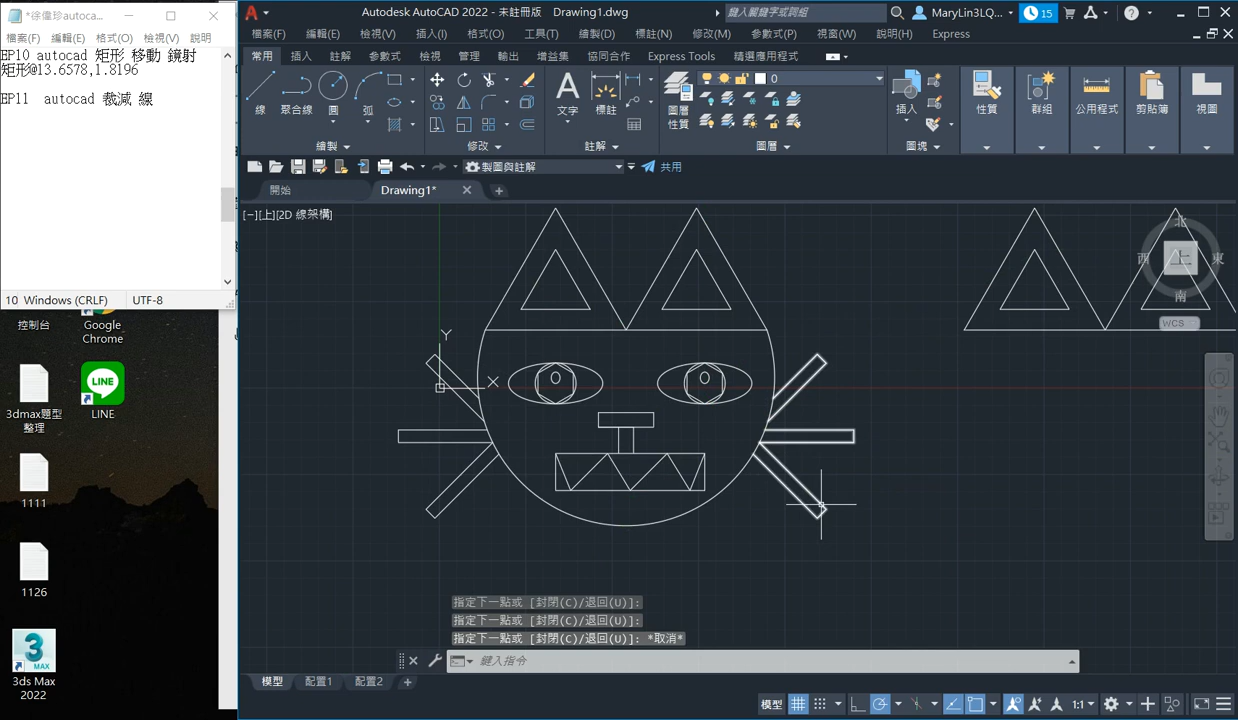 *徐偉珍autoca...
檔案(F) 編輯(E) 格式(O) 檢視(V) 說明
EP10 autocad 矩形 移動 鏡射
矩形@13.6578,1.8196
EP11 autocad 裁減 線
10 Windows (CRLF) UTF-8
控制台
Google Chrome
3dmax題型整理
LINE
1111
1126
3ds Max 2022
Autodesk AutoCAD 2022 - 未註冊版 Drawing1.dwg
鍵入關鍵字或詞組
MaryLin3LQ...
15
檔案(F) 編輯(E) 檢視(V) 插入(I) 格式(O) 工具(T) 繪製(D) 標註(N) 修改(M) 參數式(P) 視窗(W) 說明(H) Express
常用 插入 註解 參數式 檢視 管理 輸出 增益集 協同合作 Express Tools 精選應用程式
0
線 聚合線 圓 弧
文字 標註
圖層性質
插入
性質 群組 公用程式 剪貼簿 視圖
繪製 修改 註解 圖層 圖塊
製圖與註解 共用
開始 Drawing1*
[−][上][2D 線架構]
北
西 上 東
南
WCS
Y
X
指定下一點或 [封閉(C)/退回(U)]:
指定下一點或 [封閉(C)/退回(U)]:
指定下一點或 [封閉(C)/退回(U)]: *取消*
鍵入指令
模型 配置1 配置2
模型 1:1